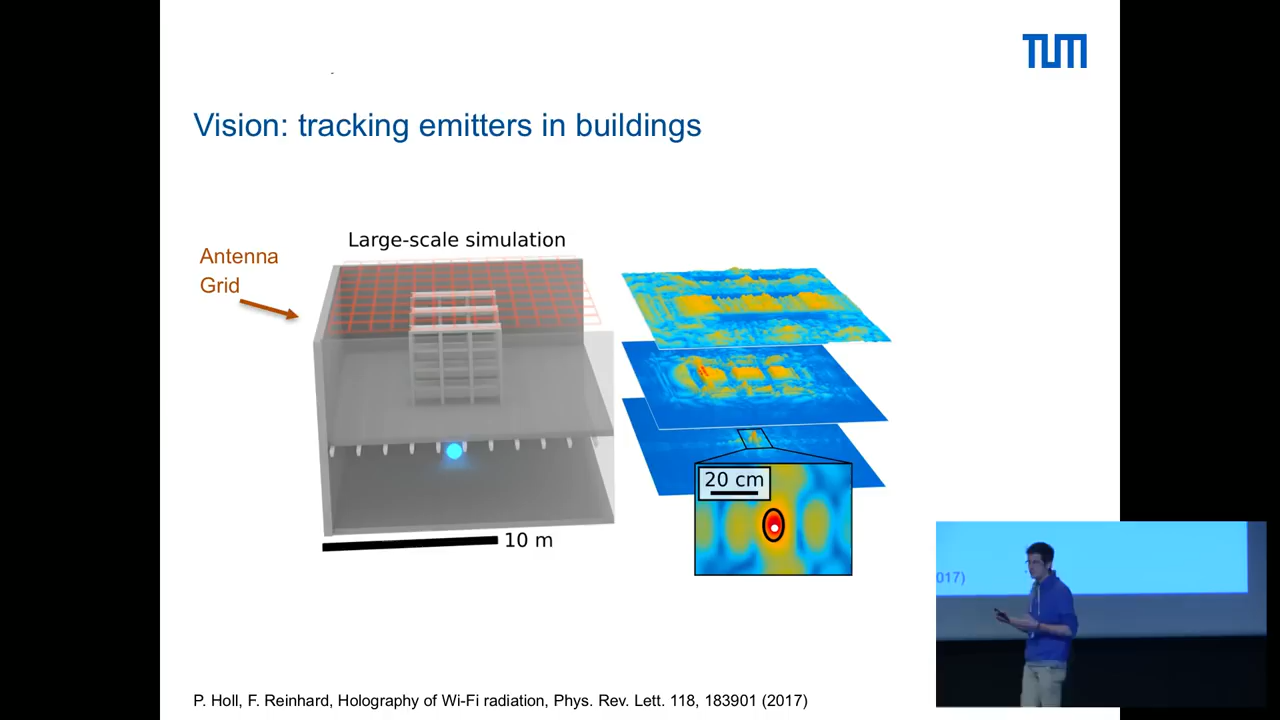 TUM
Vision: tracking emitters in buildings
Large-scale simulation
Antenna
Grid
20 cm
10 m
017)
P. Holl, F. Reinhard, Holography of Wi-Fi radiation, Phys. Rev. Lett. 118, 183901 (2017)